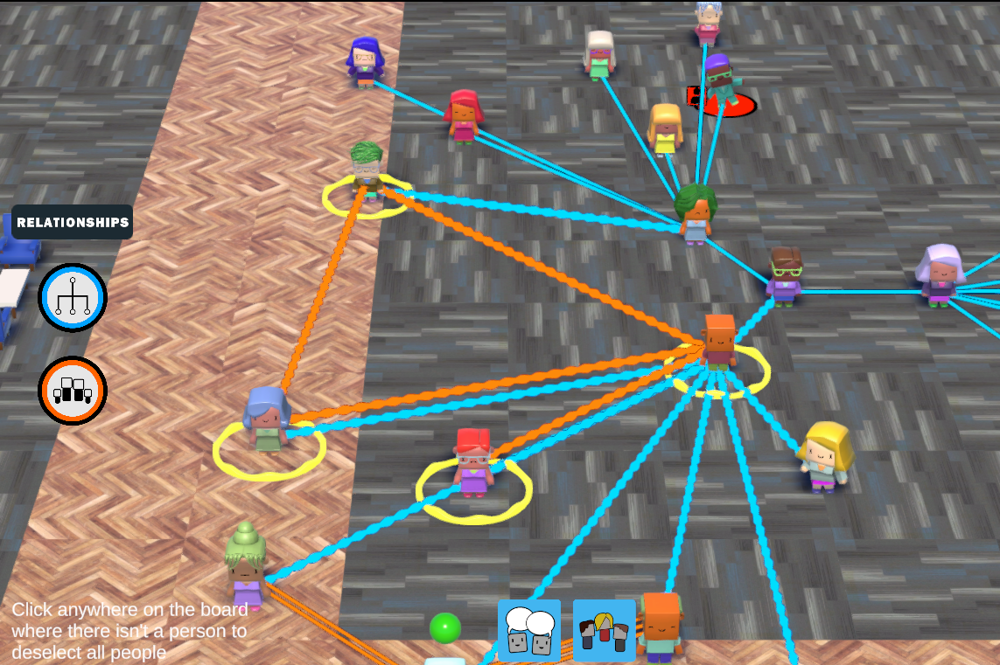 RELATIONSHIPS
Click anywhere on the board
where there isn't a person to
deselect all people